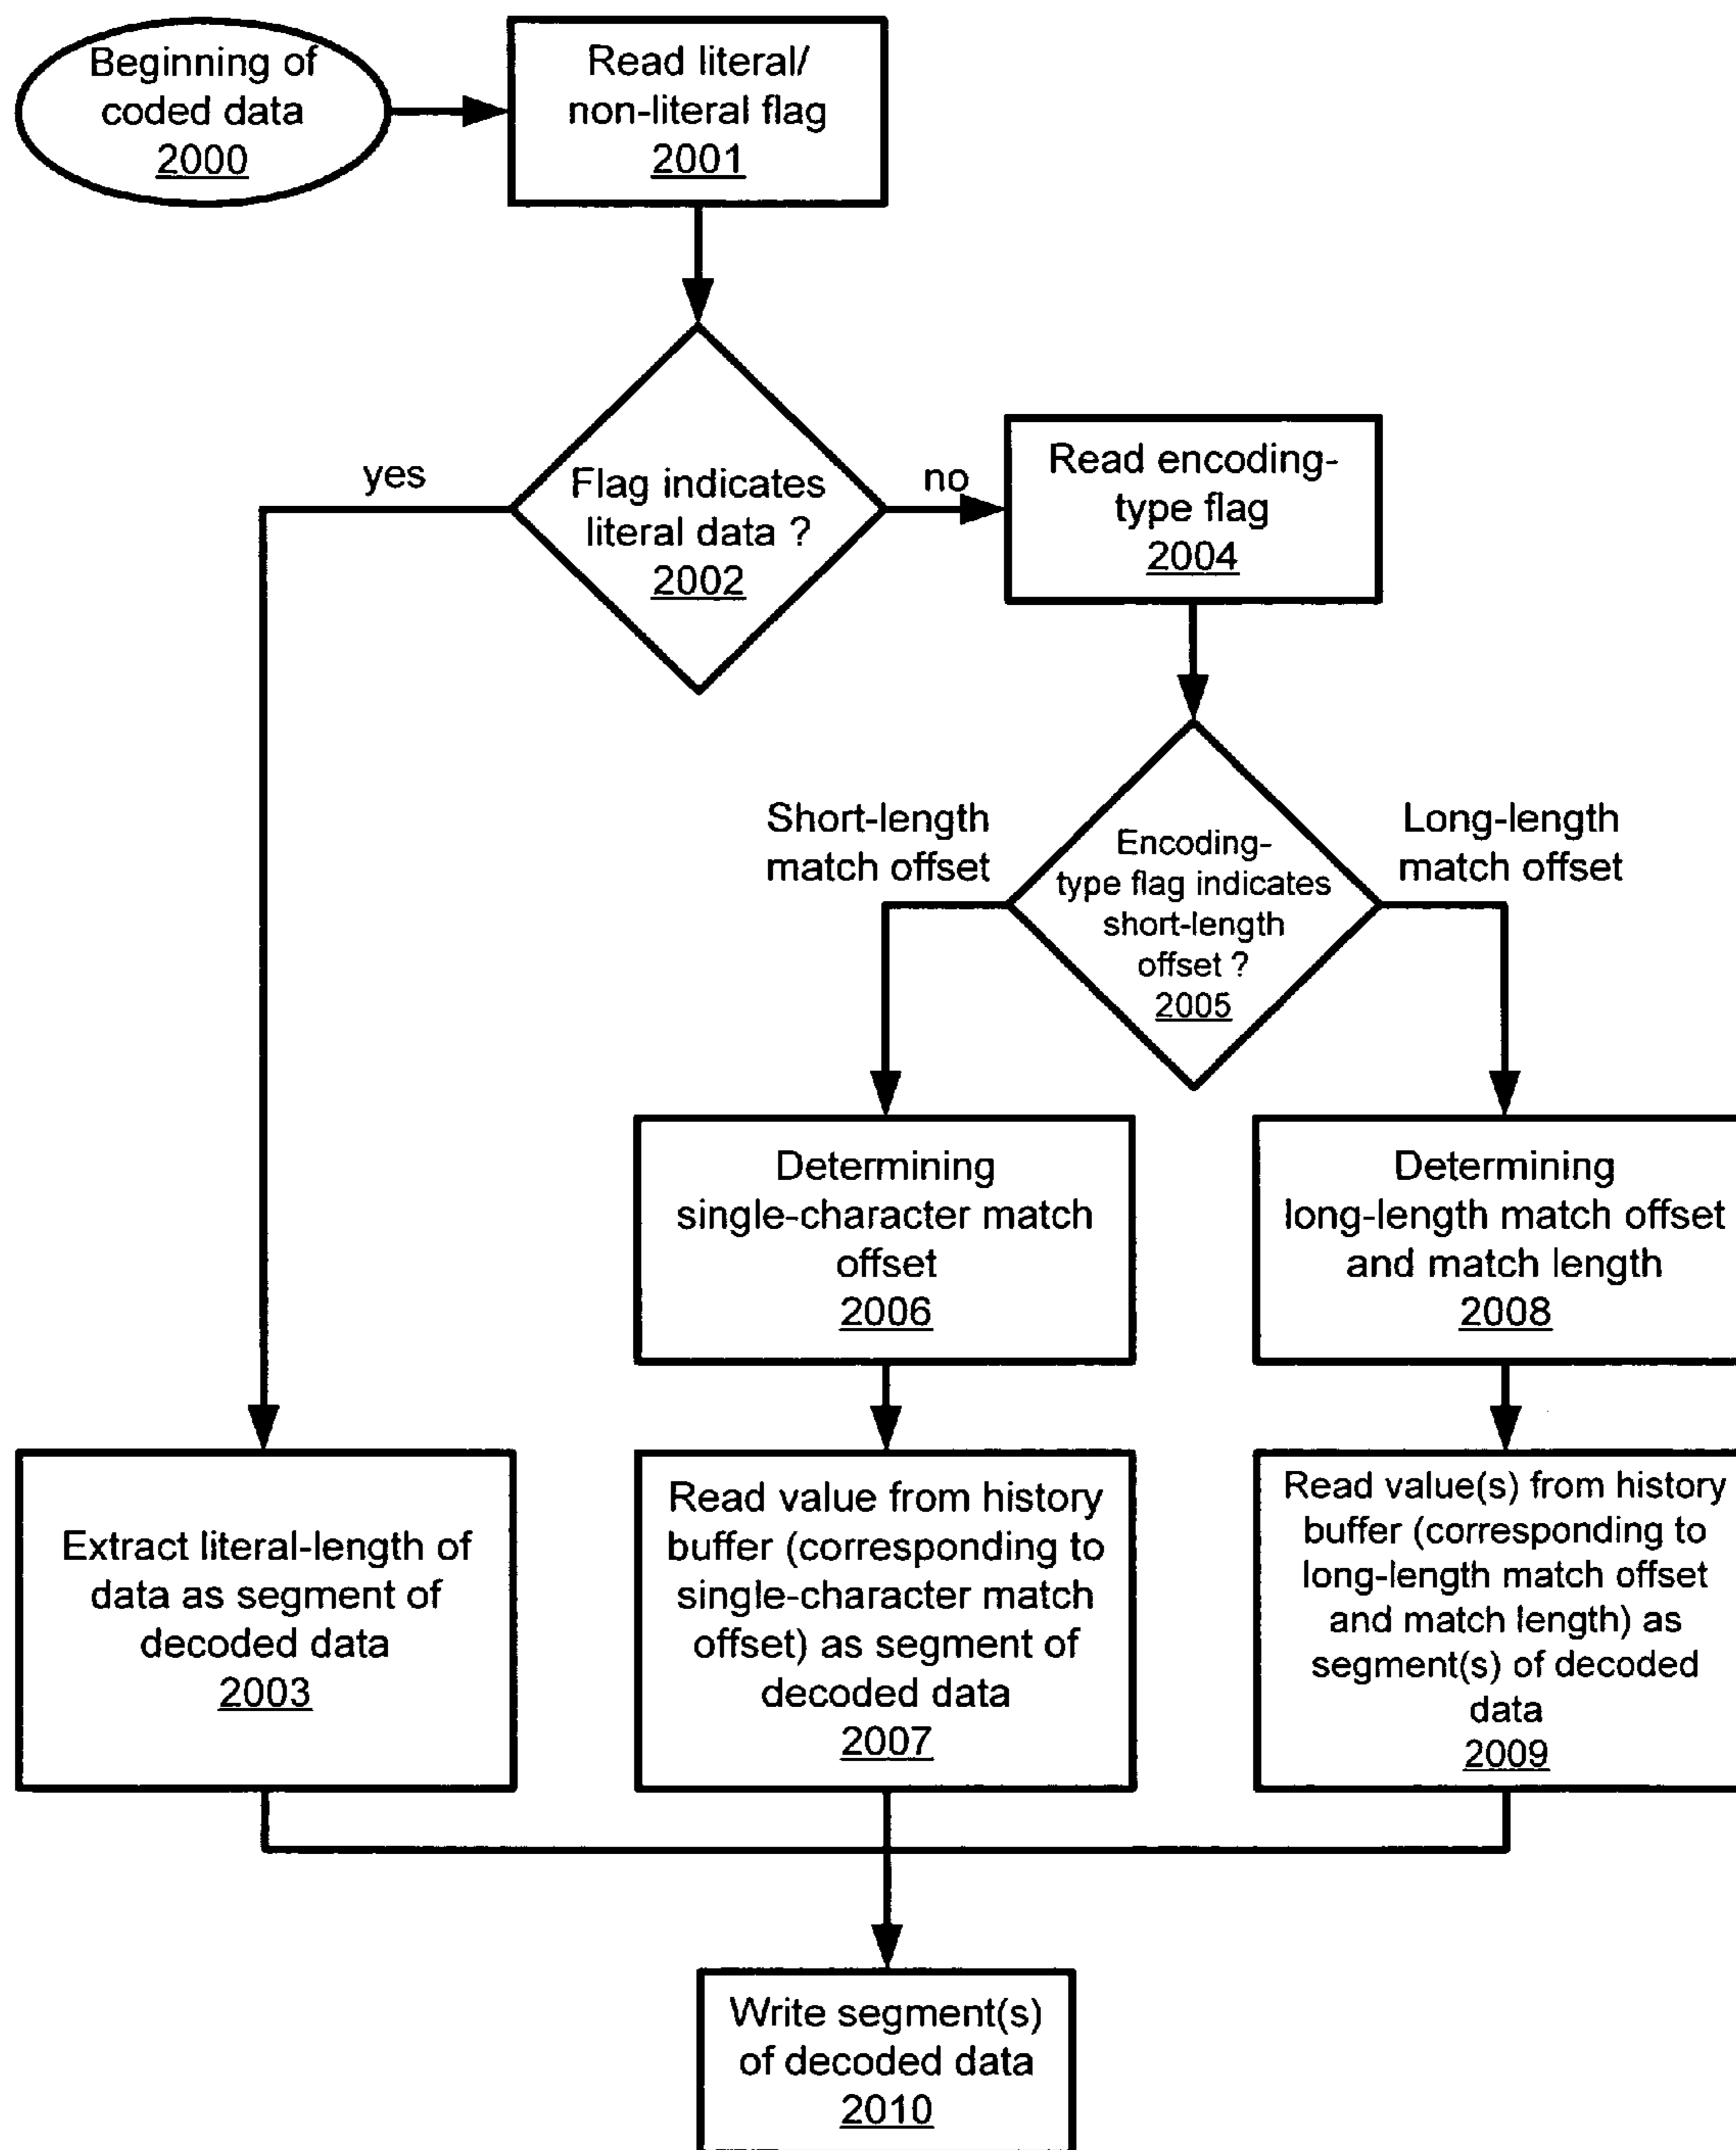 Beginning of
coded data
2000
Read literal/
non-literal flag
2001
Flag indicates
literal data ?
2002
yes
no
Read encoding-
type flag
2004
Encoding-
type flag indicates
short-length
offset ?
2005
Short-length
match offset
Long-length
match offset
Determining
single-character match
offset
2006
Determining
long-length match offset
and match length
2008
Extract literal-length of
data as segment of
decoded data
2003
Read value from history
buffer (corresponding to
single-character match
offset) as segment of
decoded data
2007
Read value(s) from history
buffer (corresponding to
long-length match offset
and match length) as
segment(s) of decoded
data
2009
Write segment(s)
of decoded data
2010